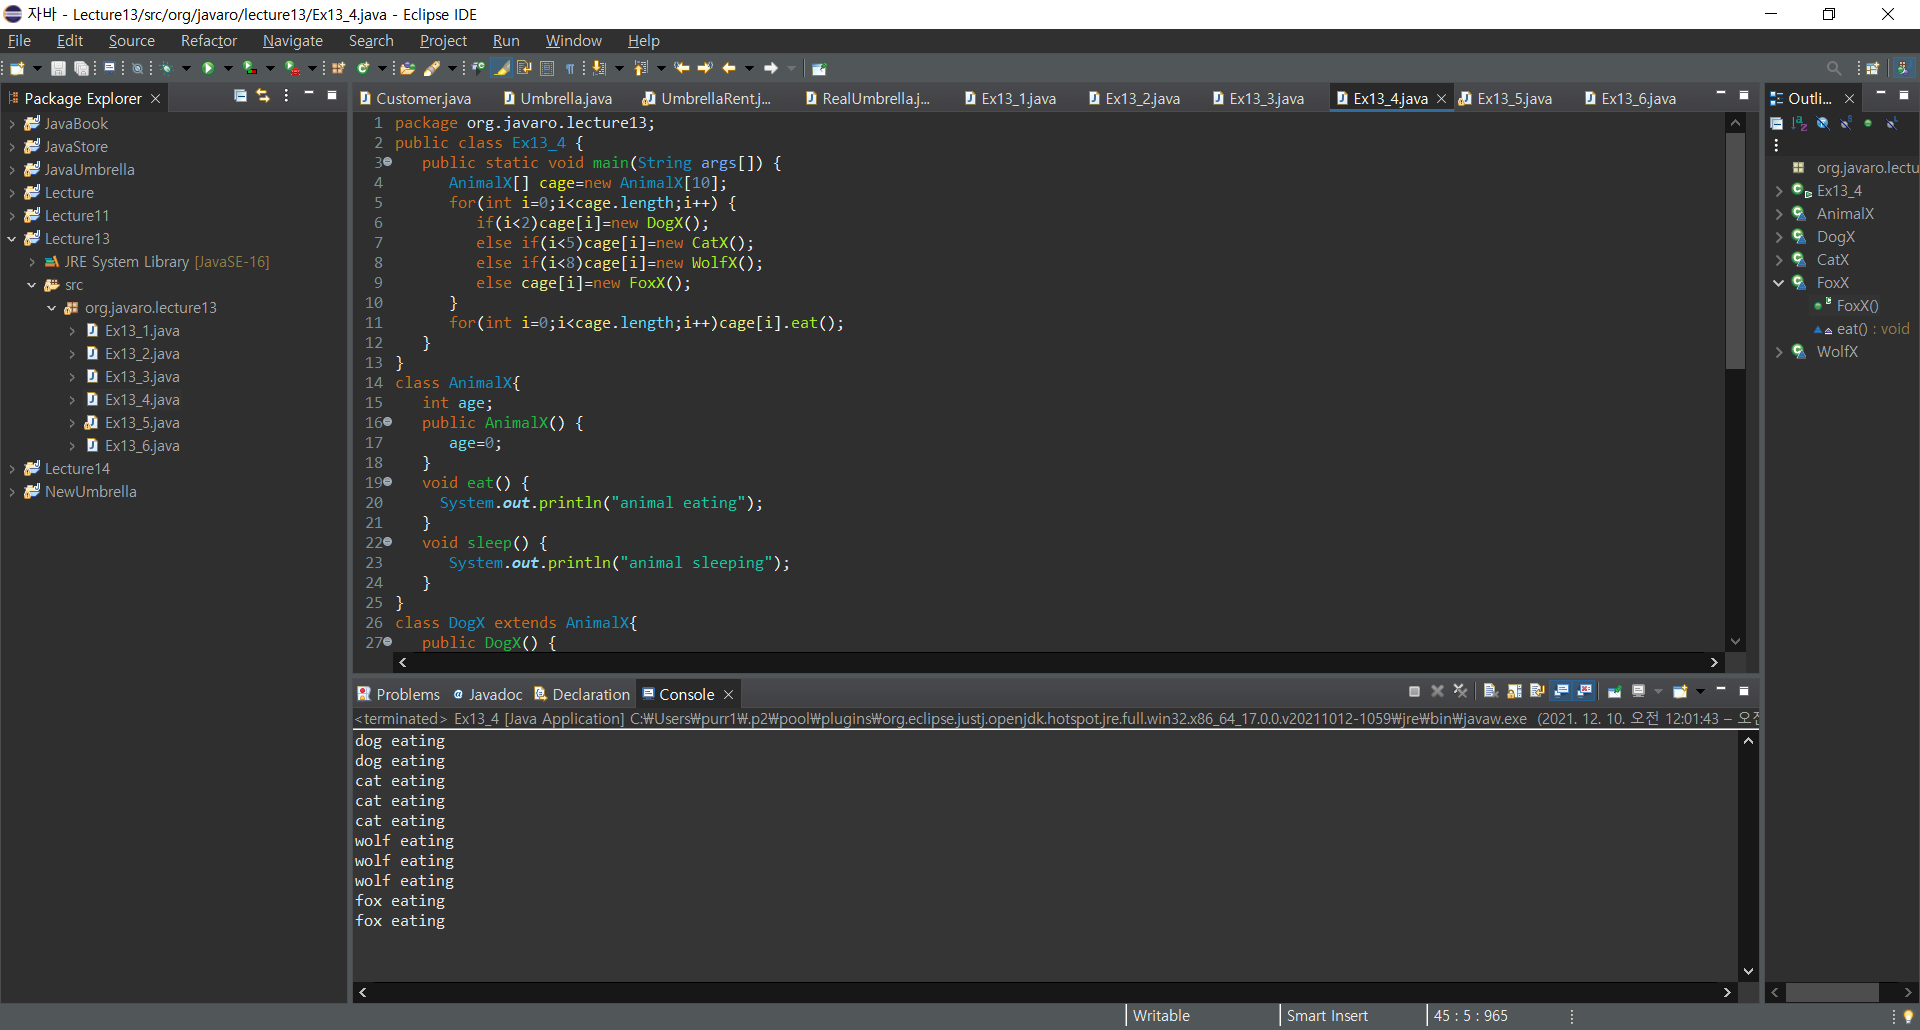 자바 - Lecture13/src/org/javaro/lecture13/Ex13_4.java - Eclipse IDE
File Edit Source Refactor Navigate Search Project Run Window Help
Package Explorer
JavaBook
JavaStore
JavaUmbrella
Lecture
Lecture11
Lecture13
JRE System Library [JavaSE-16]
src
org.javaro.lecture13
Ex13_1.java
Ex13_2.java
Ex13_3.java
Ex13_4.java
Ex13_5.java
Ex13_6.java
Lecture14
NewUmbrella
Customer.java Umbrella.java UmbrellaRent.j... RealUmbrella.j... Ex13_1.java Ex13_2.java Ex13_3.java Ex13_4.java Ex13_5.java Ex13_6.java
1 package org.javaro.lecture13;
2 public class Ex13_4 {
3 public static void main(String args[]) {
4 AnimalX[] cage=new AnimalX[10];
5 for(int i=0;i<cage.length;i++) {
6 if(i<2)cage[i]=new DogX();
7 else if(i<5)cage[i]=new CatX();
8 else if(i<8)cage[i]=new WolfX();
9 else cage[i]=new FoxX();
10 }
11 for(int i=0;i<cage.length;i++)cage[i].eat();
12 }
13 }
14 class AnimalX{
15 int age;
16 public AnimalX() {
17 age=0;
18 }
19 void eat() {
20 System.out.println("animal eating");
21 }
22 void sleep() {
23 System.out.println("animal sleeping");
24 }
25 }
26 class DogX extends AnimalX{
27 public DogX() {
Outli...
org.javaro.lectu
Ex13_4
AnimalX
DogX
CatX
FoxX
FoxX()
eat() : void
WolfX
Problems Javadoc Declaration Console
<terminated> Ex13_4 [Java Application] C:₩Users₩purr1₩.p2₩pool₩plugins₩org.eclipse.justj.openjdk.hotspot.jre.full.win32.x86_64_17.0.0.v20211012-1059₩jre₩bin₩javaw.exe (2021. 12. 10. 오전 12:01:43 – 오전
dog eating
dog eating
cat eating
cat eating
cat eating
wolf eating
wolf eating
wolf eating
fox eating
fox eating
Writable Smart Insert 45 : 5 : 965